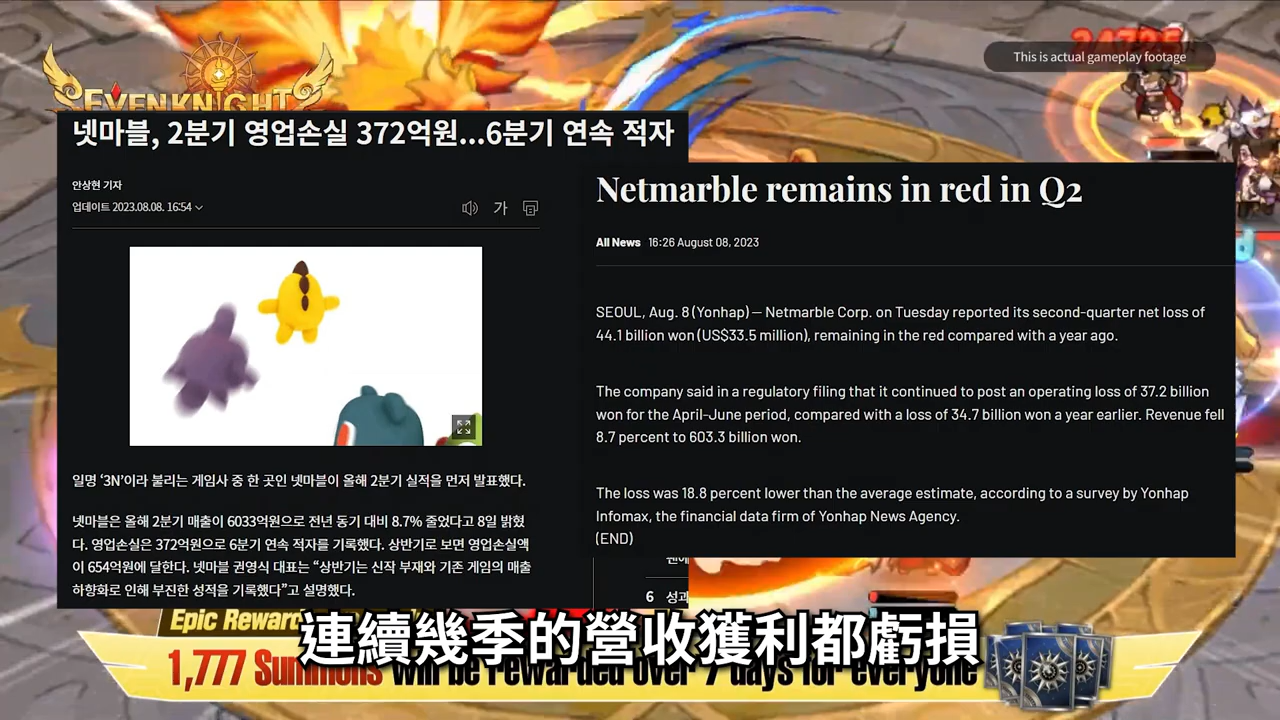 This is actual gameplay footage
넷마블, 2분기 영업손실 372억원...6분기 연속 적자
안상현 기자
업데이트 2023.08.08. 16:54
가
일명 ‘3N’이라 불리는 게임사 중 한 곳인 넷마블이 올해 2분기 실적을 먼저 발표했다.
넷마블은 올해 2분기 매출이 6033억원으로 전년 동기 대비 8.7% 줄었다고 8일 밝혔
다. 영업손실은 372억원으로 6분기 연속 적자를 기록했다. 상반기로 보면 영업손실액
이 654억원에 달한다. 넷마블 권영식 대표는 “상반기는 신작 부재와 기존 게임의 매출
하향화로 인해 부진한 성적을 기록했다”고 설명했다.
Netmarble remains in red in Q2
All News 16:26 August 08, 2023
SEOUL, Aug. 8 (Yonhap) — Netmarble Corp. on Tuesday reported its second-quarter net loss of
44.1 billion won (US$33.5 million), remaining in the red compared with a year ago.
The company said in a regulatory filing that it continued to post an operating loss of 37.2 billion
won for the April-June period, compared with a loss of 34.7 billion won a year earlier. Revenue fell
8.7 percent to 603.3 billion won.
The loss was 18.8 percent lower than the average estimate, according to a survey by Yonhap
Infomax, the financial data firm of Yonhap News Agency.
(END)
6 성과
Epic Reward
連續幾季的營收獲利都虧損
1,777 Summons will be rewarded over 7 days for everyone